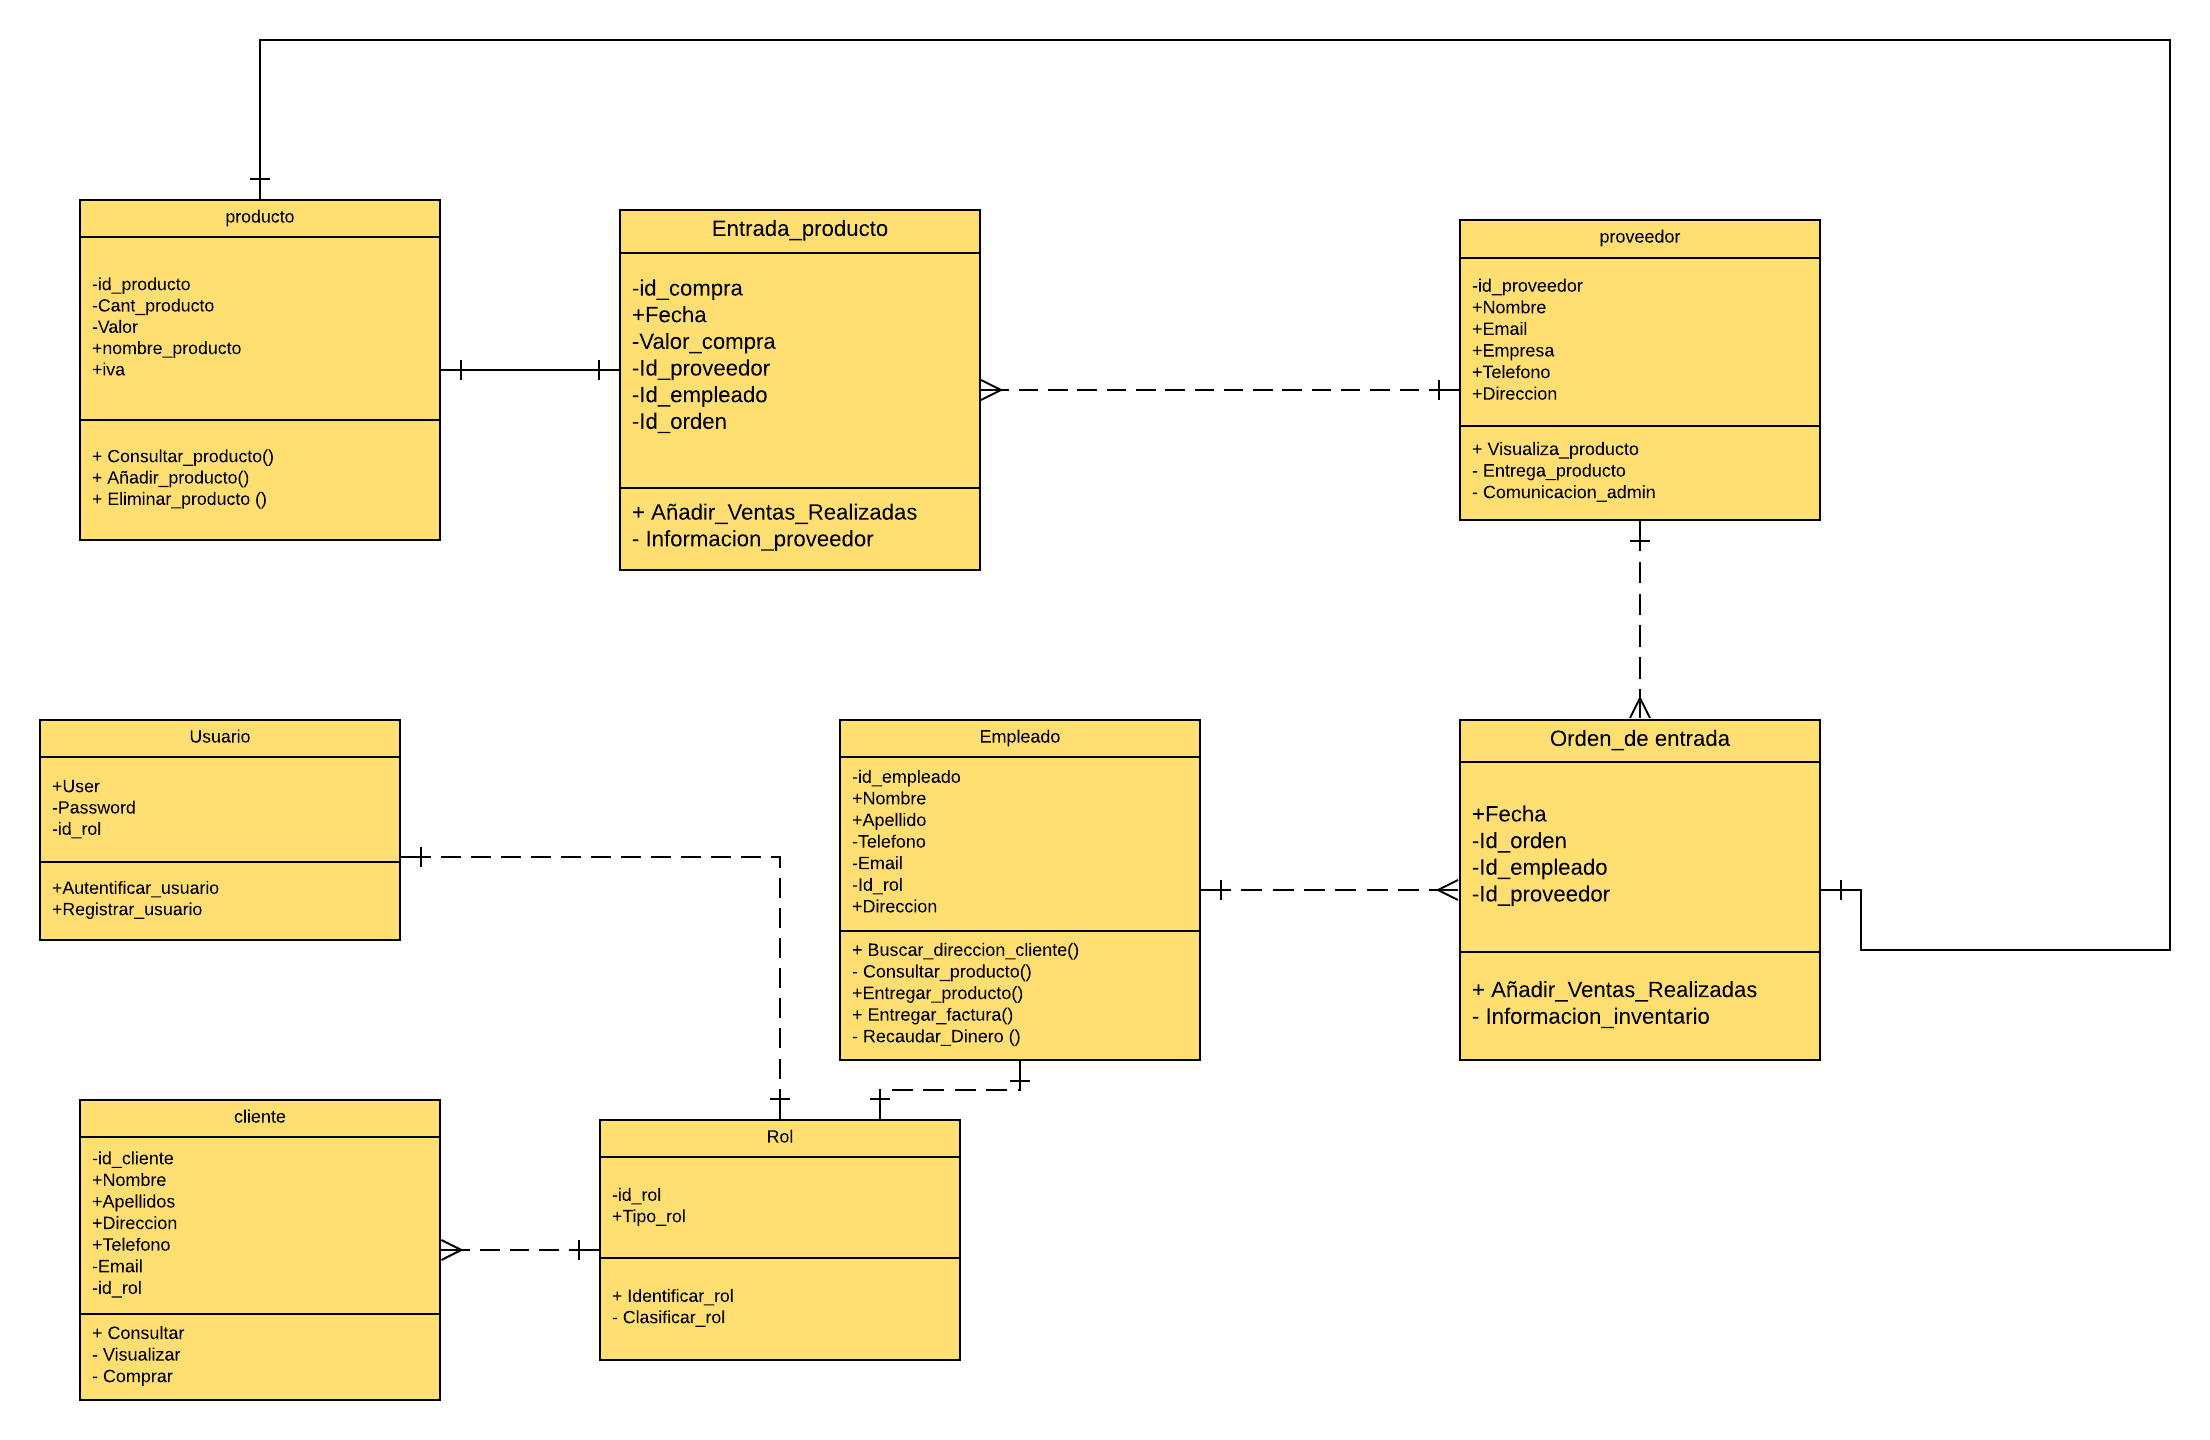 producto
-id_producto
-Cant_producto
-Valor
+nombre_producto
+iva
+ Consultar_producto()
+ Añadir_producto()
+ Eliminar_producto ()
Entrada_producto
-id_compra
+Fecha
-Valor_compra
-Id_proveedor
-Id_empleado
-Id_orden
+ Añadir_Ventas_Realizadas
- Informacion_proveedor
proveedor
-id_proveedor
+Nombre
+Email
+Empresa
+Telefono
+Direccion
+ Visualiza_producto
- Entrega_producto
- Comunicacion_admin
Usuario
+User
-Password
-id_rol
+Autentificar_usuario
+Registrar_usuario
Empleado
-id_empleado
+Nombre
+Apellido
-Telefono
-Email
-Id_rol
+Direccion
+ Buscar_direccion_cliente()
- Consultar_producto()
+Entregar_producto()
+ Entregar_factura()
- Recaudar_Dinero ()
Orden_de entrada
+Fecha
-Id_orden
-Id_empleado
-Id_proveedor
+ Añadir_Ventas_Realizadas
- Informacion_inventario
cliente
-id_cliente
+Nombre
+Apellidos
+Direccion
+Telefono
-Email
-id_rol
+ Consultar
- Visualizar
- Comprar
Rol
-id_rol
+Tipo_rol
+ Identificar_rol
- Clasificar_rol